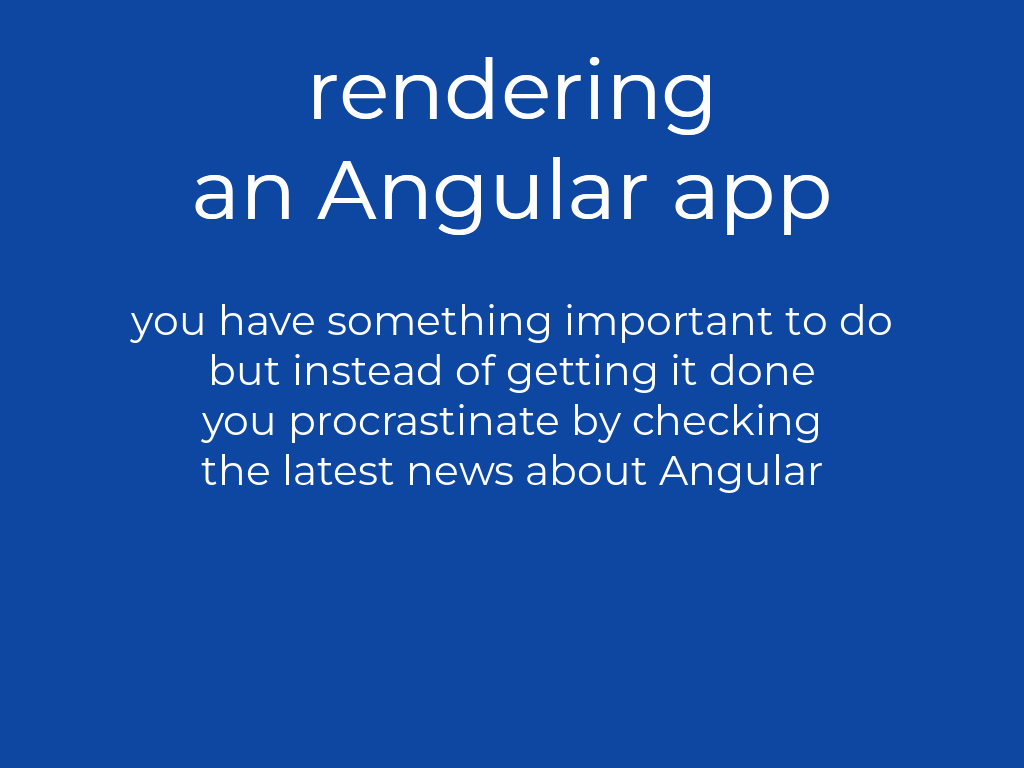 rendering
an Angular app
you have something important to do
but instead of getting it done
you procrastinate by checking
the latest news about Angular